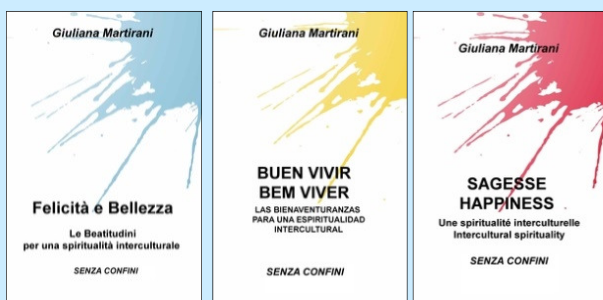 Giuliana Martirani
Felicità e Bellezza
Le Beatitudini
per una spiritualità interculturale
SENZA CONFINI
Giuliana Martirani
BUEN VIVIR
BEM VIVER
LAS BIENAVENTURANZAS
PARA UNA ESPIRITUALIDAD
INTERCULTURAL
SENZA CONFINI
Giuliana Martirani
SAGESSE
HAPPINESS
Une spiritualité interculturelle
Intercultural spirituality
SENZA CONFINI